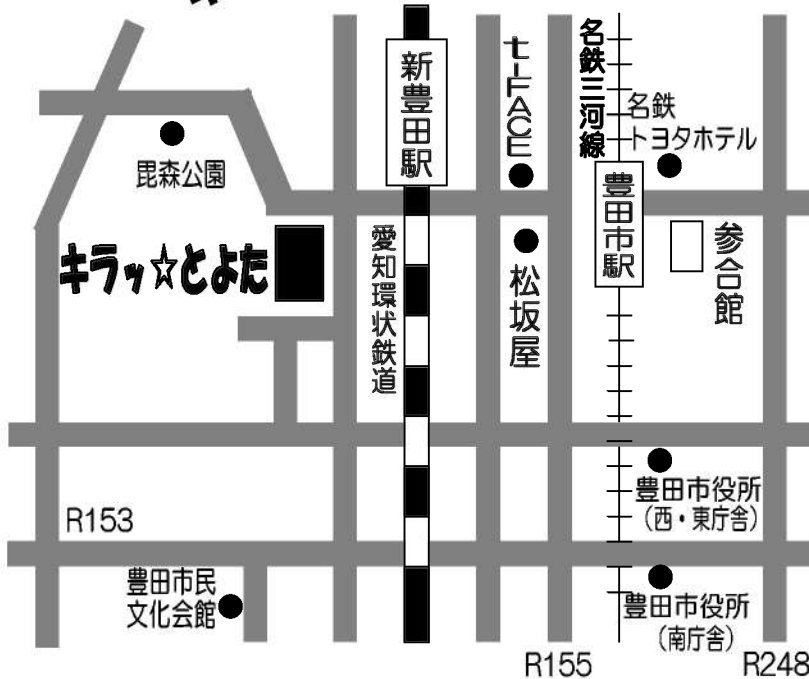 新豊田駅
t-FACE
名鉄三河線
名鉄
トヨタホテル
毘森公園
豊田市駅
キラッ☆とよた
愛知環状鉄道
松坂屋
参合館
豊田市役所
(西・東庁舎)
R153
豊田市民
文化会館
豊田市役所
(南庁舎)
R155
R248